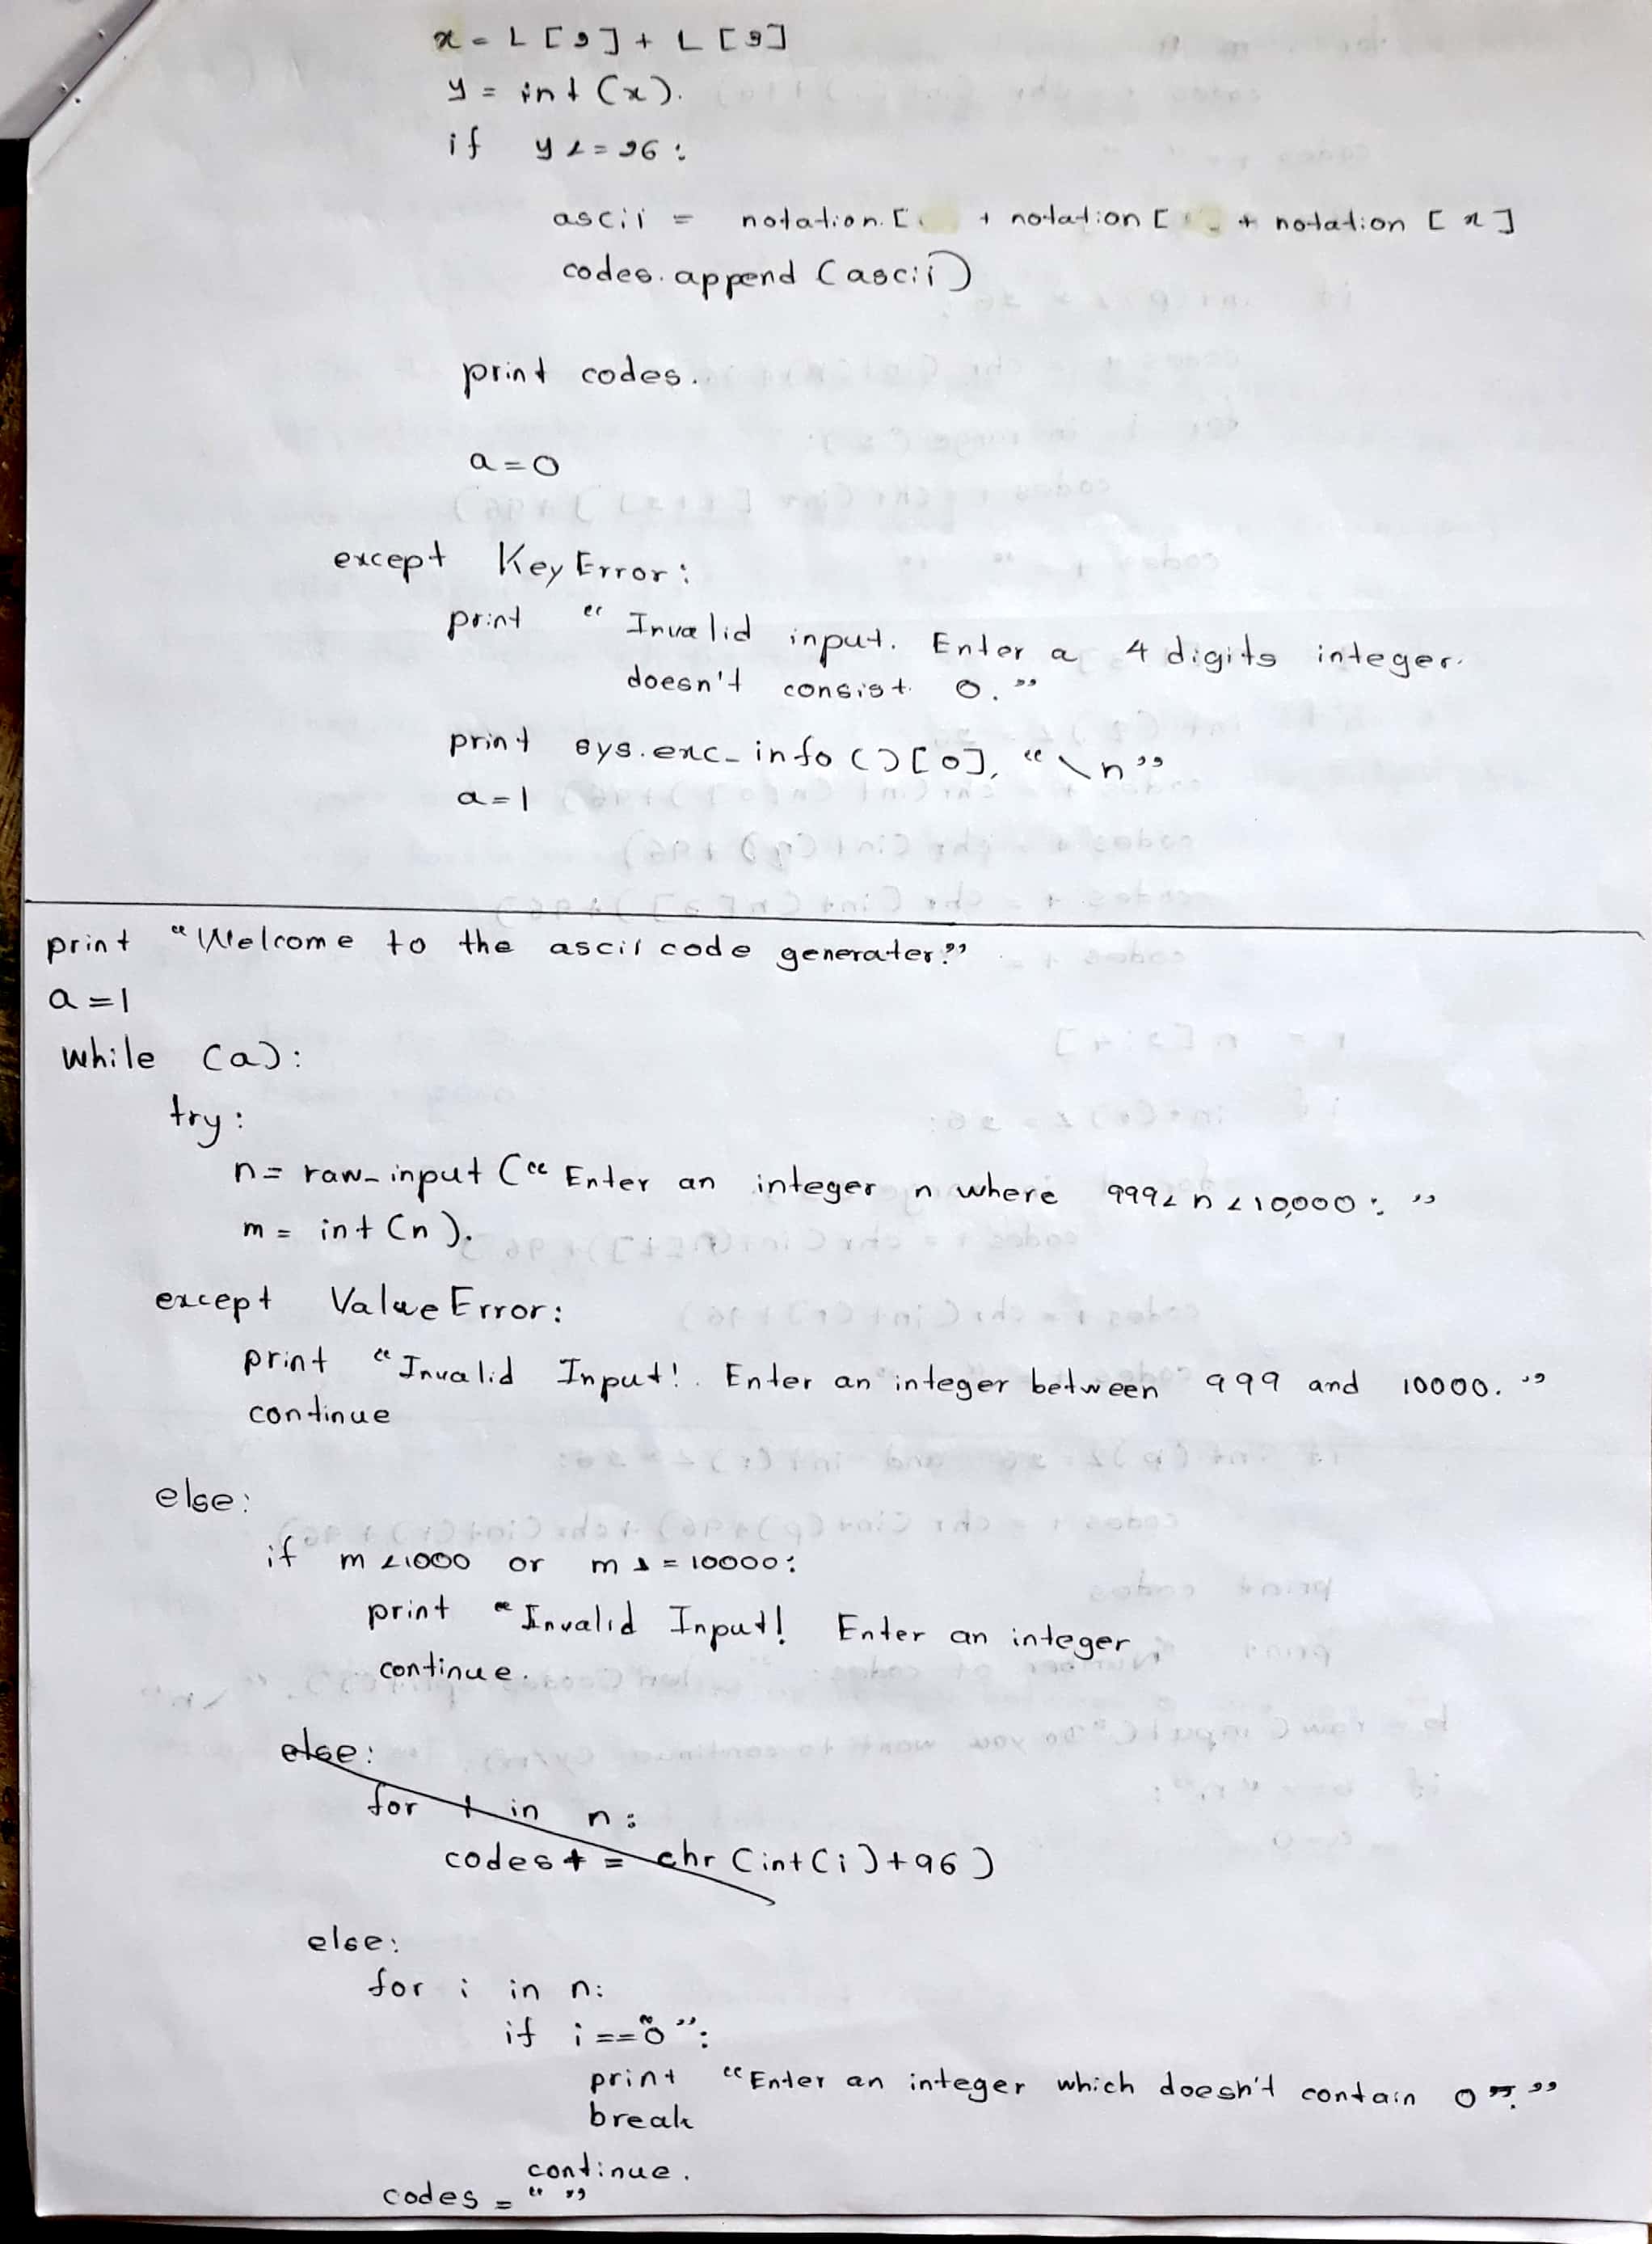 x = L [2] + L [3]
y = int (x).
if y <= 26 :
ascii = notation. [ + notation [ + notation [ x ]
codes. append (ascii)
print codes.
a = 0
except Key Error :
print “ Invalid input. Enter a 4 digits integer.
doesn't consist. 0. ”
print sys.exc_info () [0], “ \n ”
a = 1
print “Welcome to the ascii code generater!”
a = 1
while (a) :
try :
n = raw_input ( “ Enter an integer n where 999 < n < 10,000 : ”
m = int (n).
except Value Error :
print “ Invalid Input! . Enter an integer between 999 and 10000. ”
continue
else :
if m < 1000 or m > = 10000 :
print “ Invalid Input! Enter an integer
continue.
else :
for i in n :
codes + = chr (int (i) + 96 )
else :
for i in n :
if i == “0” :
print “Enter an integer which doesn't contain 0 ”. ”
break
continue.
codes = “ ”